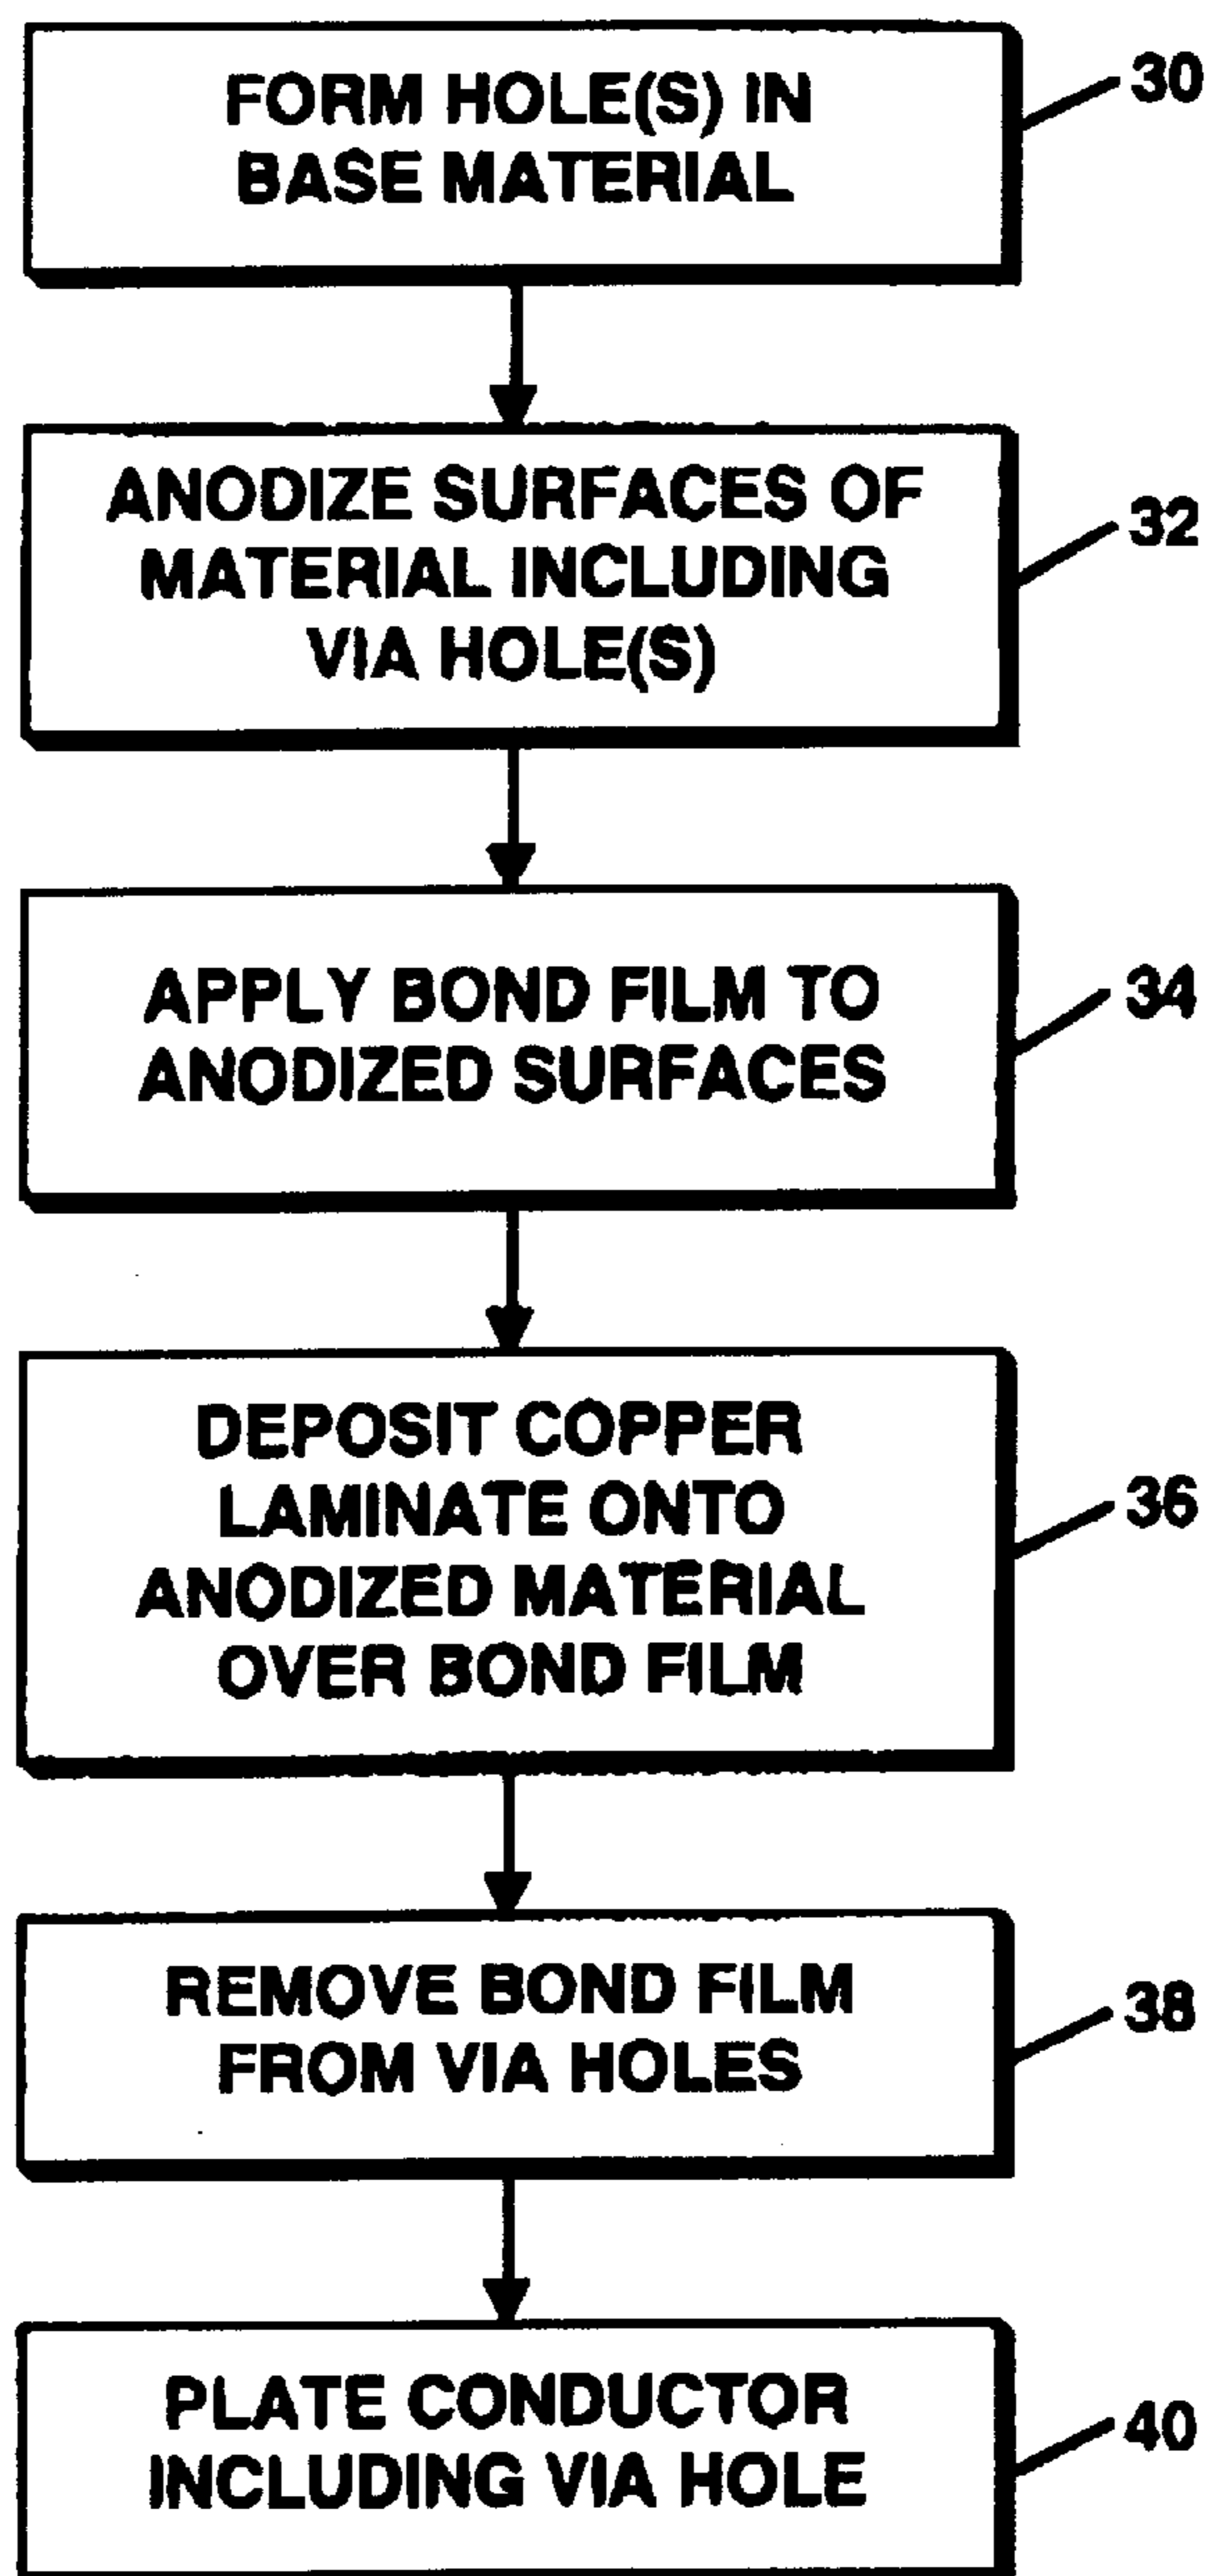 FORM HOLE(S) IN
BASE MATERIAL
30
ANODIZE SURFACES OF
MATERIAL INCLUDING
VIA HOLE(S)
32
APPLY BOND FILM TO
ANODIZED SURFACES
34
DEPOSIT COPPER
LAMINATE ONTO
ANODIZED MATERIAL
OVER BOND FILM
36
REMOVE BOND FILM
FROM VIA HOLES
38
PLATE CONDUCTOR
INCLUDING VIA HOLE
40